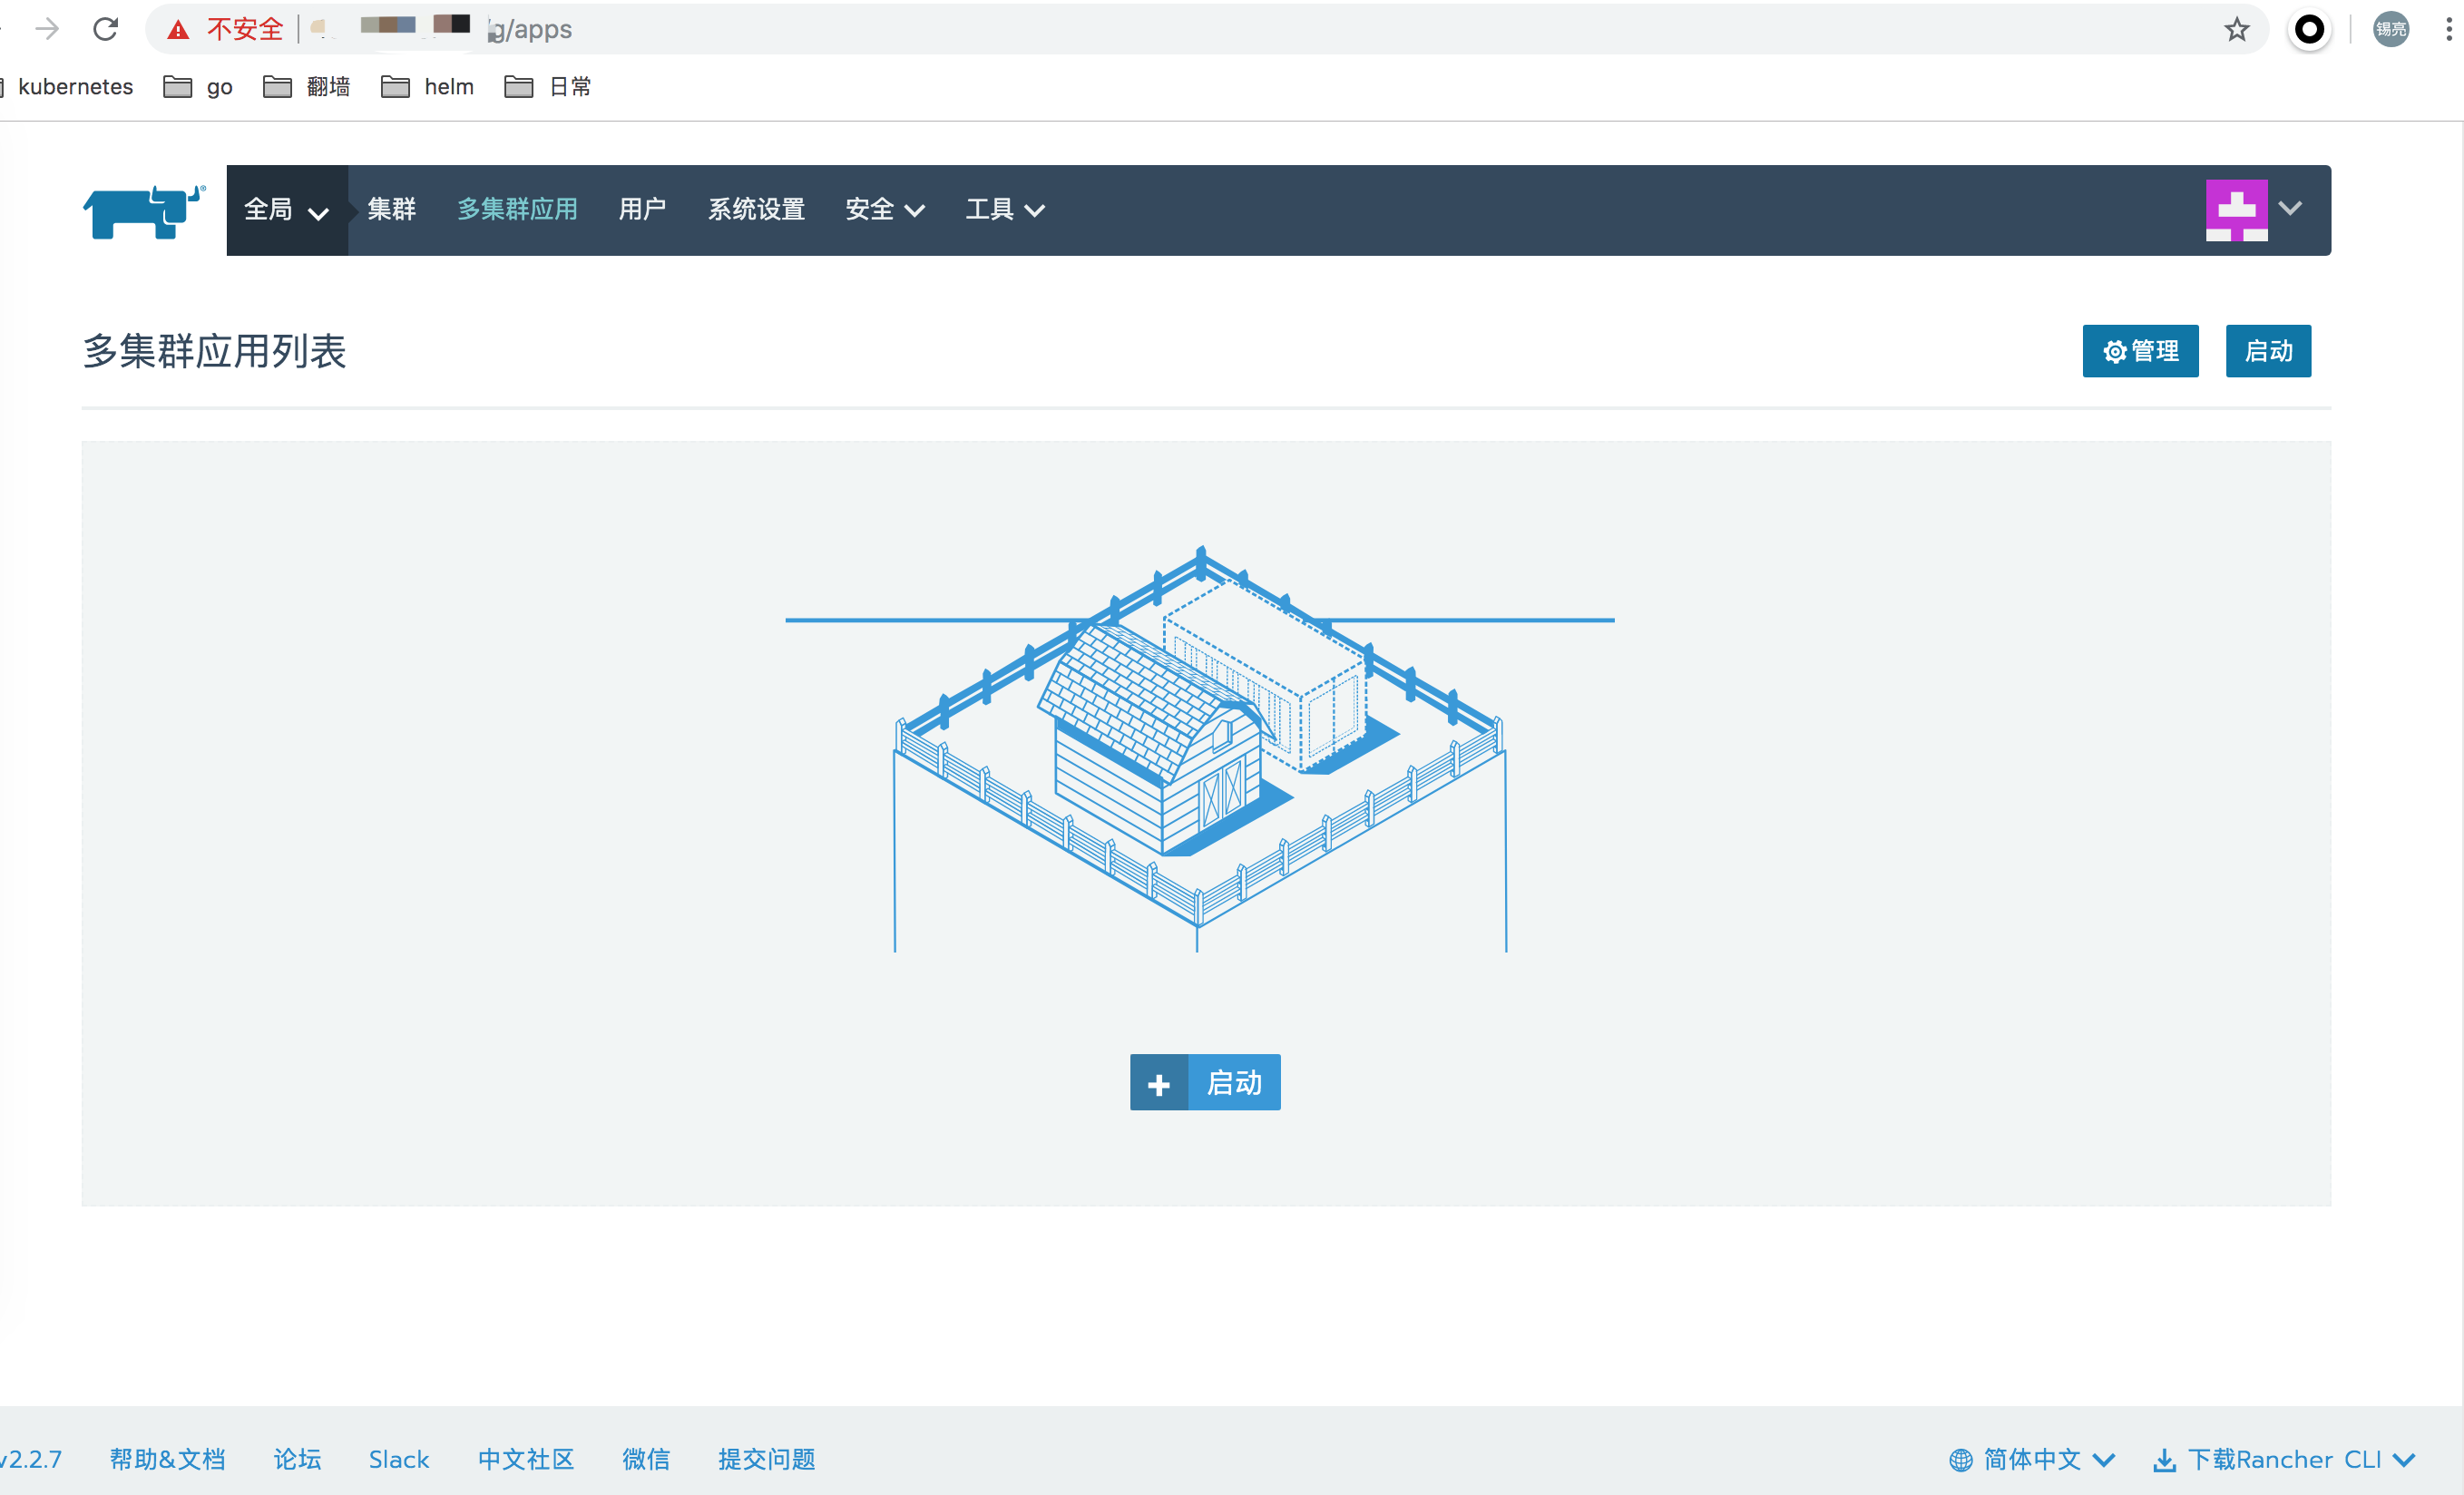 不安全 g/apps 锡亮
kubernetes go 翻墙 helm 日常
全局 集群 多集群应用 用户 系统设置 安全 工具
多集群应用列表 管理 启动
启动
v2.2.7 帮助&文档 论坛 Slack 中文社区 微信 提交问题 简体中文 下载Rancher CLI